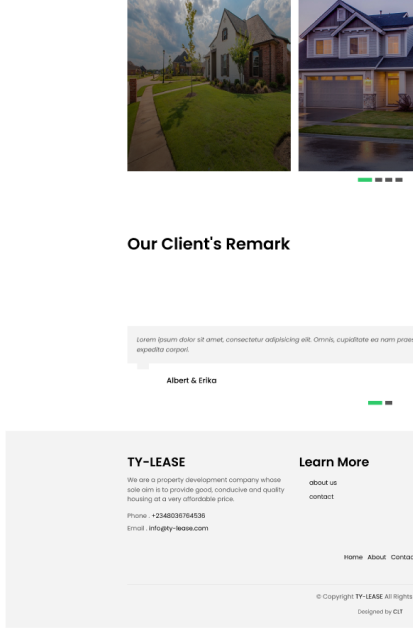 Our Client's Remark
Lorem ipsum dolor sit amet, consectetur adipisicing elit. Omnis, cupiditate ea nam praes
expedita corpori.
Albert & Erika
TY-LEASE
We are a property development company whose
sole aim is to provide good, conducive and quality
housing at a very affordable price.
Phone . +2348036764536
Email . info@ty-lease.com
Learn More
about us
contact
Home About Contac
© Copyright TY-LEASE All Rights
Designed by CLT